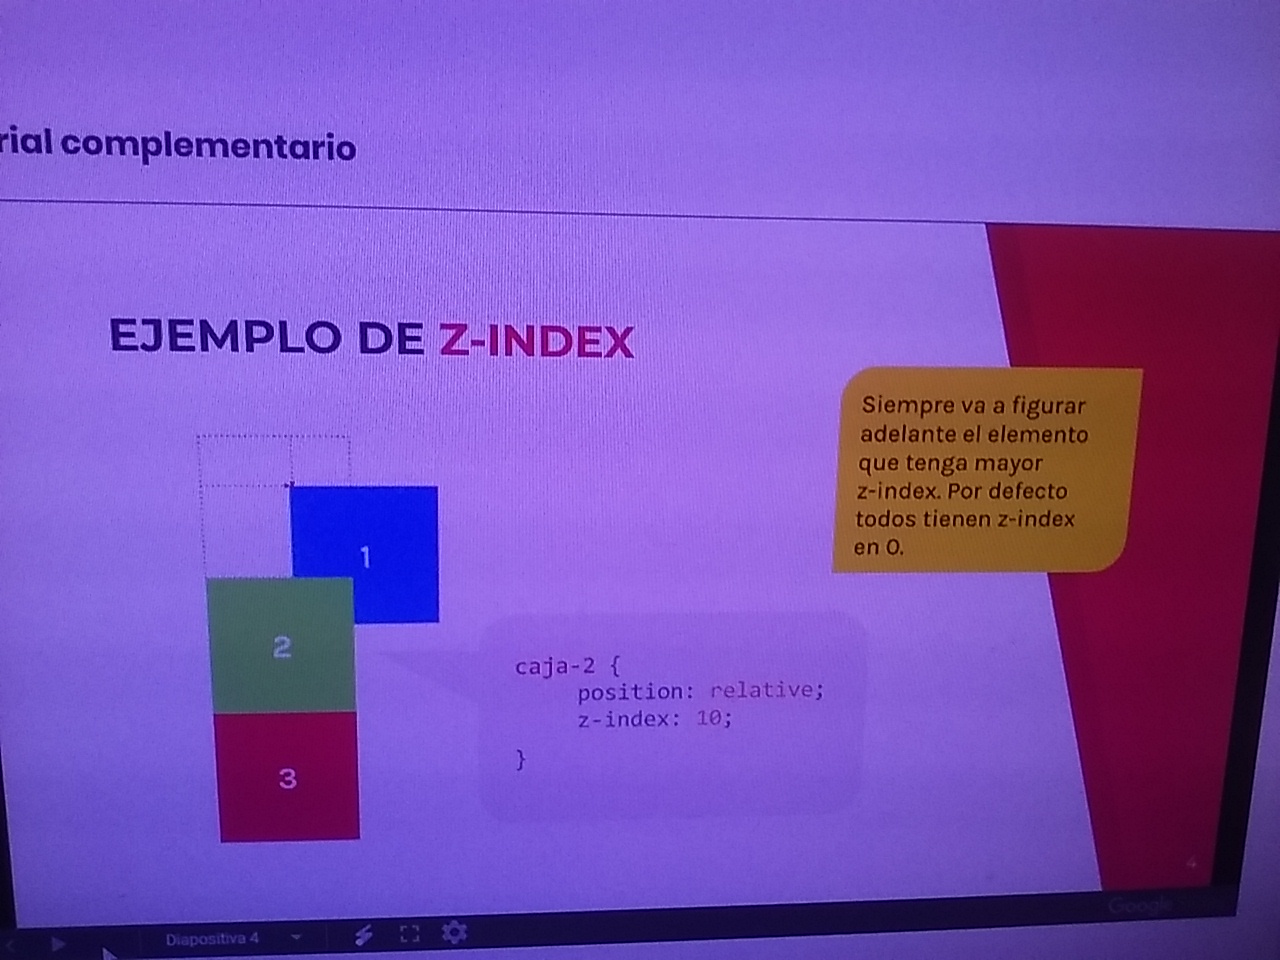 rial complementario
EJEMPLO DE Z-INDEX
Siempre va a figurar
adelante el elemento
que tenga mayor
z-index. Por defecto
todos tienen z-index
en 0.
1
2
3
caja-2 {
position: relative;
z-index: 10;
}
4
Google
Diapositiva 4